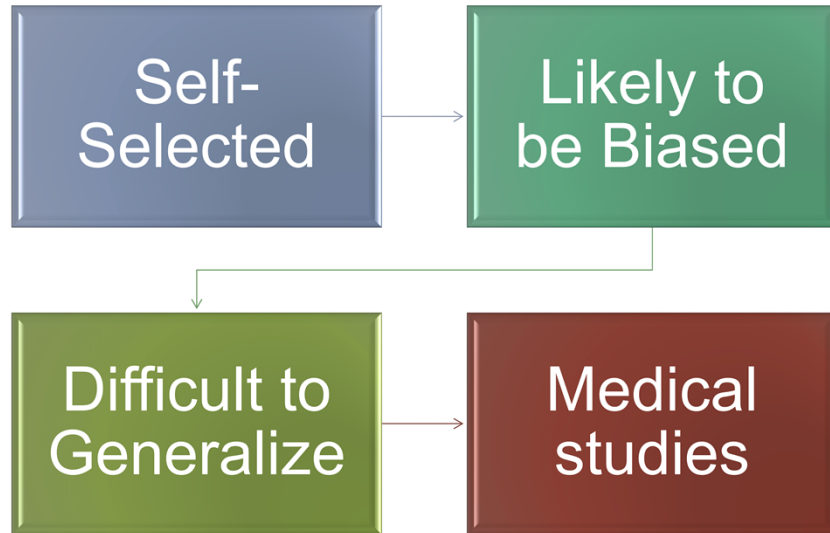 Self-
Selected
Likely to
be Biased
Difficult to
Generalize
Medical
studies